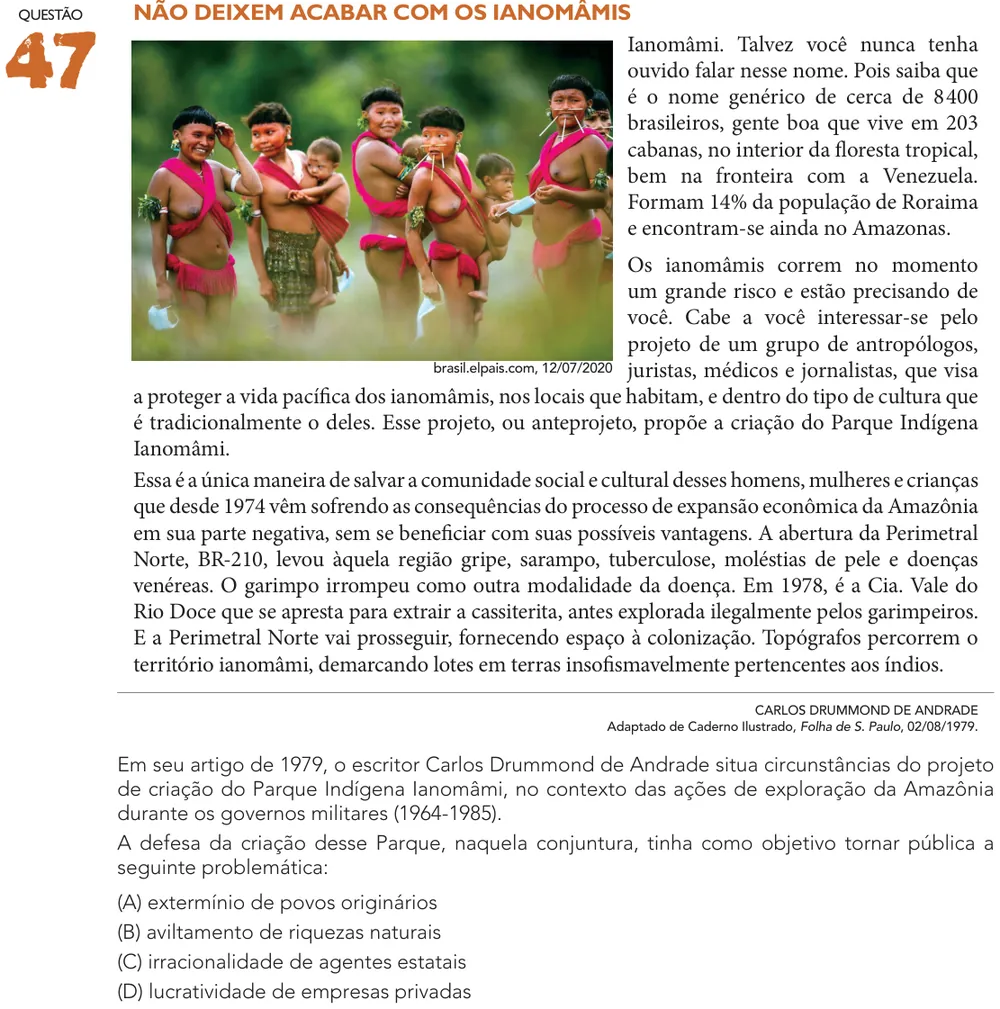 QUESTÃO
47
NÃO DEIXEM ACABAR COM OS IANOMÂMIS
Ianomâmi. Talvez você nunca tenha
ouvido falar nesse nome. Pois saiba que
é o nome genérico de cerca de 8400
brasileiros, gente boa que vive em 203
cabanas, no interior da floresta tropical,
bem na fronteira com a Venezuela.
Formam 14% da população de Roraima
e encontram-se ainda no Amazonas.
Os ianomâmis correm no momento
um grande risco e estão precisando de
você. Cabe a você interessar-se pelo
projeto de um grupo de antropólogos,
brasil.elpais.com, 12/07/2020
juristas, médicos e jornalistas, que visa
a proteger a vida pacífica dos ianomâmis, nos locais que habitam, e dentro do tipo de cultura que
é tradicionalmente o deles. Esse projeto, ou anteprojeto, propõe a criação do Parque Indígena
Ianomâmi.
Essa é a única maneira de salvar a comunidade social e cultural desses homens, mulheres e crianças
que desde 1974 vêm sofrendo as consequências do processo de expansão econômica da Amazônia
em sua parte negativa, sem se beneficiar com suas possíveis vantagens. A abertura da Perimetral
Norte, BR-210, levou àquela região gripe, sarampo, tuberculose, moléstias de pele e doenças
venéreas. O garimpo irrompeu como outra modalidade da doença. Em 1978, é a Cia. Vale do
Rio Doce que se apresta para extrair a cassiterita, antes explorada ilegalmente pelos garimpeiros.
E a Perimetral Norte vai prosseguir, fornecendo espaço à colonização. Topógrafos percorrem o
território ianomâmi, demarcando lotes em terras insofismavelmente pertencentes aos índios.
CARLOS DRUMMOND DE ANDRADE
Adaptado de Caderno Ilustrado, Folha de S. Paulo, 02/08/1979.
Em seu artigo de 1979, o escritor Carlos Drummond de Andrade situa circunstâncias do projeto
de criação do Parque Indígena Ianomâmi, no contexto das ações de exploração da Amazônia
durante os governos militares (1964-1985).
A defesa da criação desse Parque, naquela conjuntura, tinha como objetivo tornar pública a
seguinte problemática:
(A) extermínio de povos originários
(B) aviltamento de riquezas naturais
(C) irracionalidade de agentes estatais
(D) lucratividade de empresas privadas